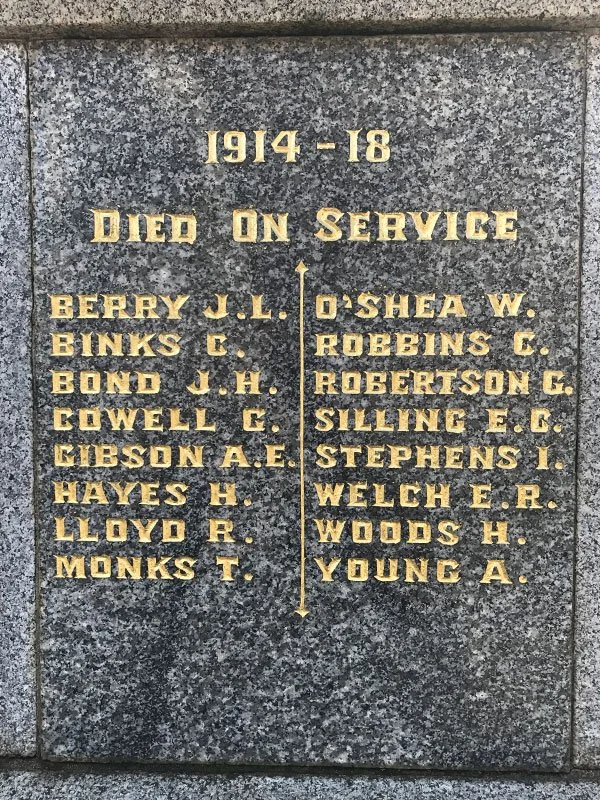 1914-18
DIED ON SERVICE
BERRY J.L.
BINKS C.
BOND J.H.
COWELL G.
GIBSON A.E.
HAYES H.
LLOYD R.
MONKS T.
O'SHEA W.
ROBBINS C.
ROBERTSON G.
SILLING E.C.
STEPHENS I.
WELCH E.R.
WOODS H.
YOUNG A.